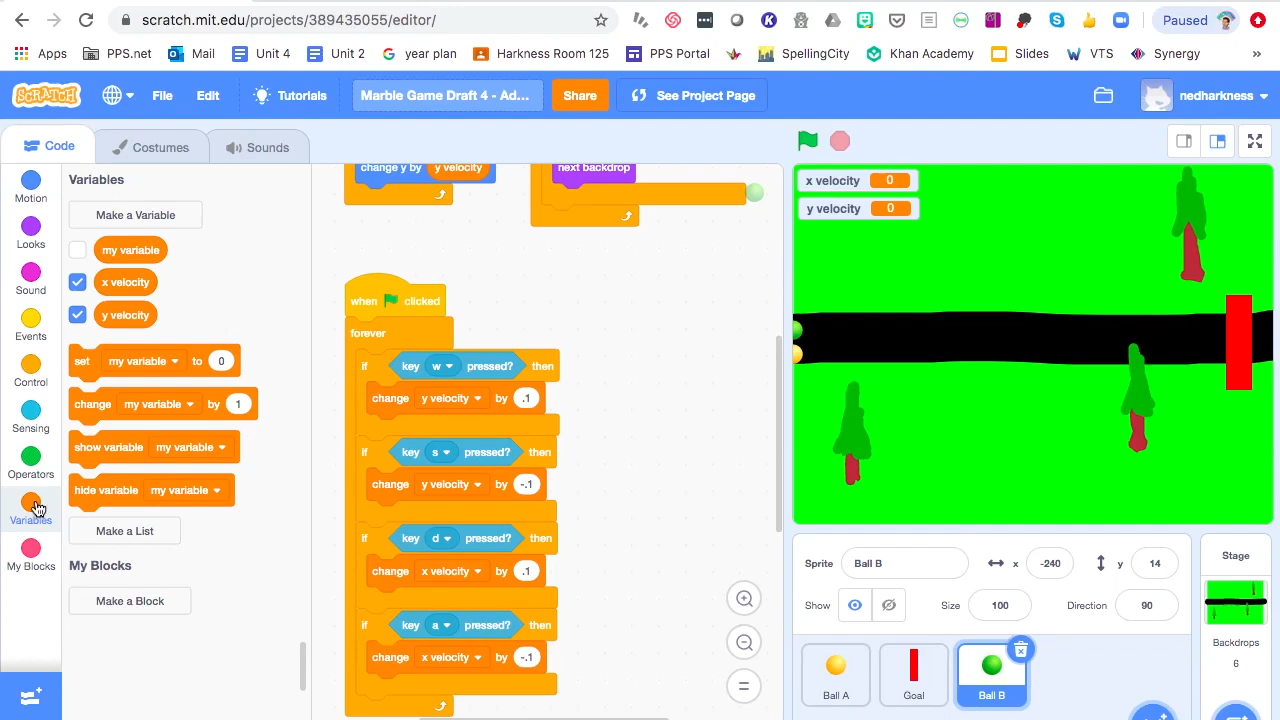 scratch.mit.edu/projects/389435055/editor/
Paused
Apps
PPS.net
Mail
Unit 4
Unit 2
year plan
Harkness Room 125
PPS Portal
SpellingCity
Khan Academy
Slides
VTS
Synergy
»
SCRATCH
File
Edit
Tutorials
Marble Game Draft 4 - Ad...
Share
See Project Page
nedharkness
Code
Costumes
Sounds
Motion
Looks
Sound
Events
Control
Sensing
Operators
Variables
My Blocks
Variables
Make a Variable
my variable
x velocity
y velocity
set my variable to 0
change my variable by 1
show variable my variable
hide variable my variable
Make a List
My Blocks
Make a Block
change y by y velocity
next backdrop
when clicked
forever
if key w pressed? then
change y velocity by .1
if key s pressed? then
change y velocity by -.1
if key d pressed? then
change x velocity by .1
if key a pressed? then
change x velocity by -.1
x velocity 0
y velocity 0
Sprite Ball B x -240 y 14
Show Size 100 Direction 90
Ball A
Goal
Ball B
Stage
Backdrops
6